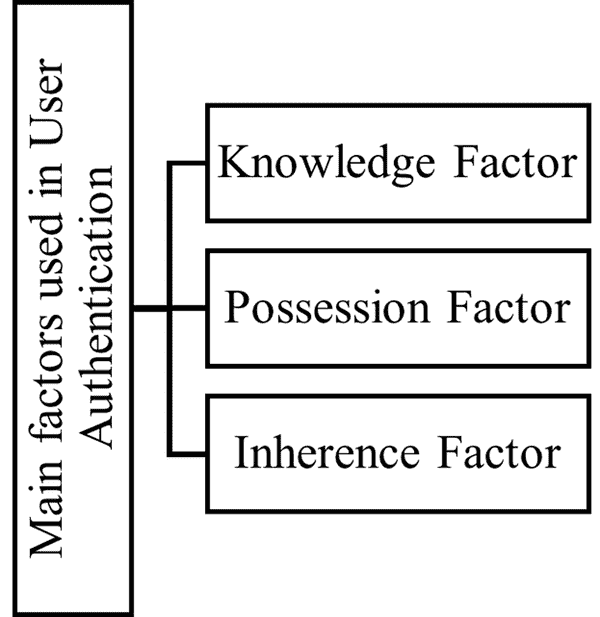 Main factors used in User
Authentication
Knowledge Factor
Possession Factor
Inherence Factor